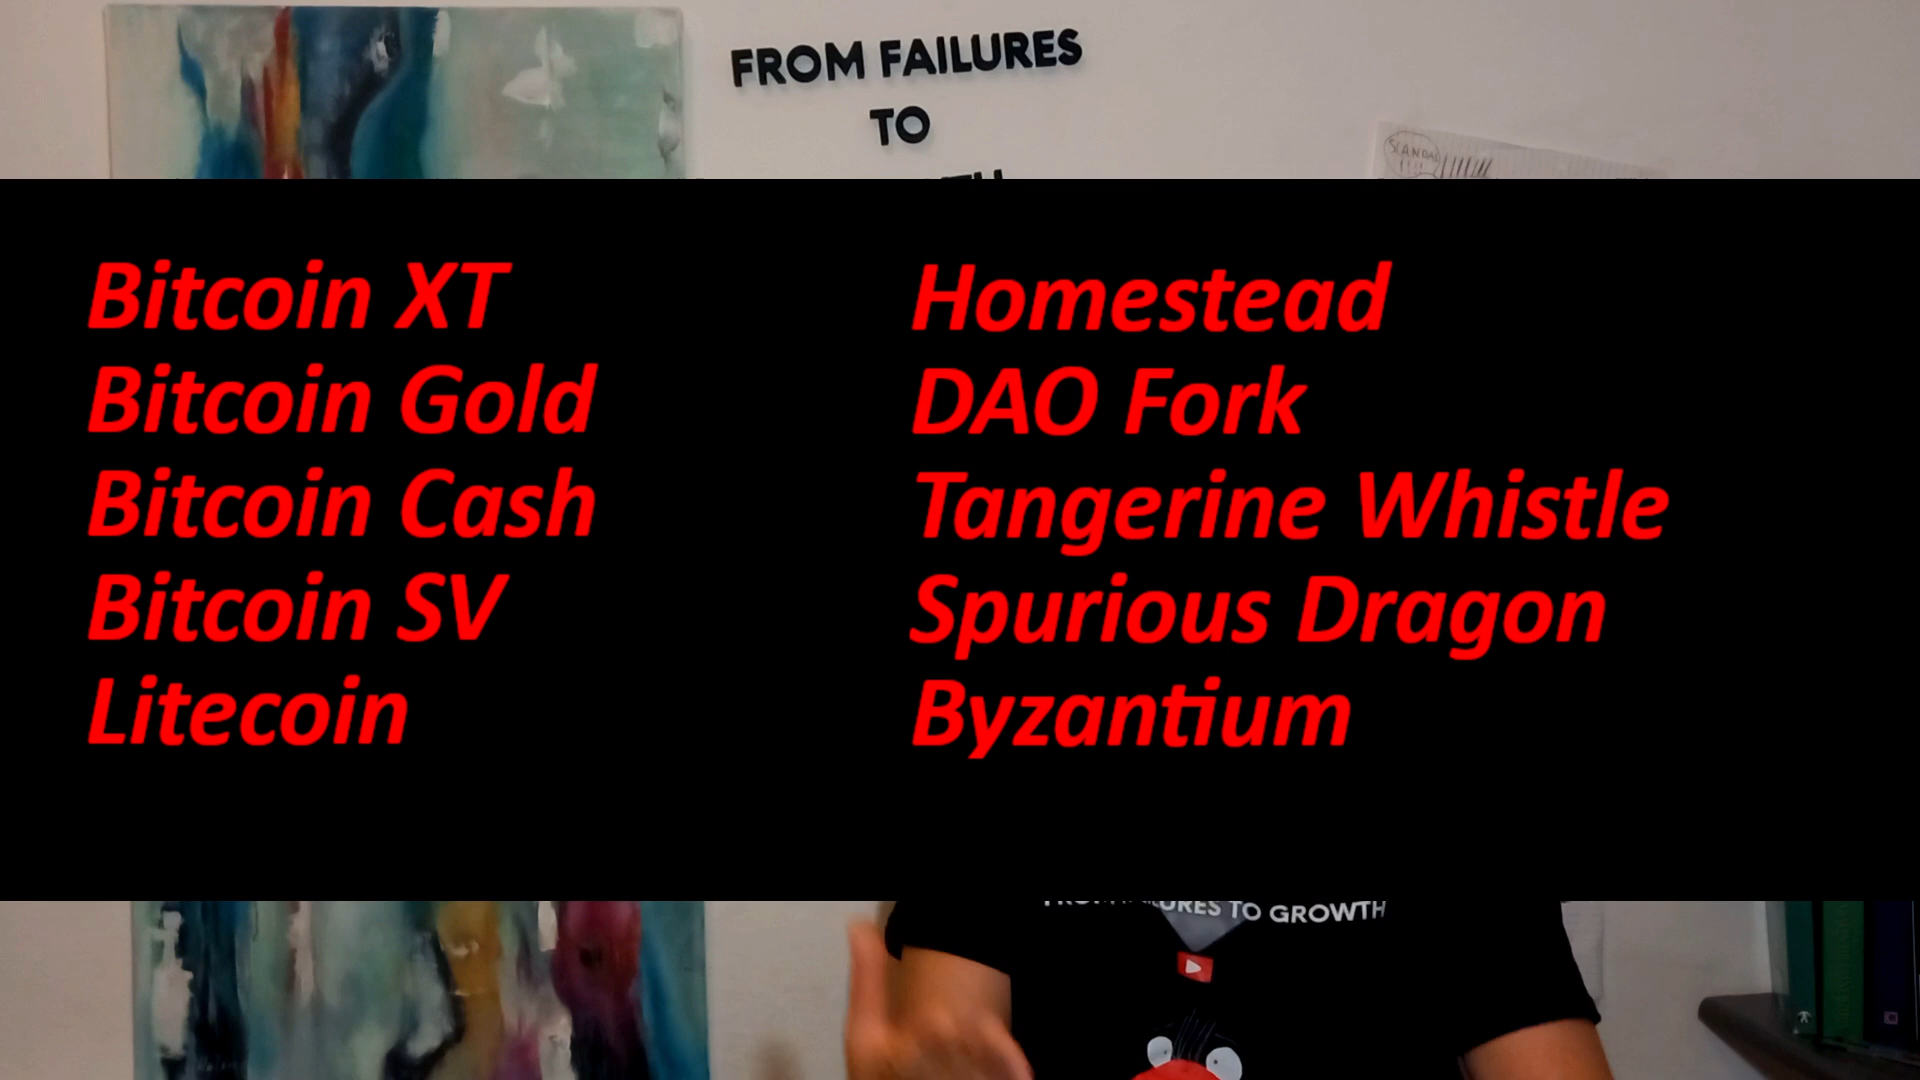 FROM FAILURES
TO
SCANDAL
!!!!
Bitcoin XT
Bitcoin Gold
Bitcoin Cash
Bitcoin SV
Litecoin
Homestead
DAO Fork
Tangerine Whistle
Spurious Dragon
Byzantium
TO GROWTH